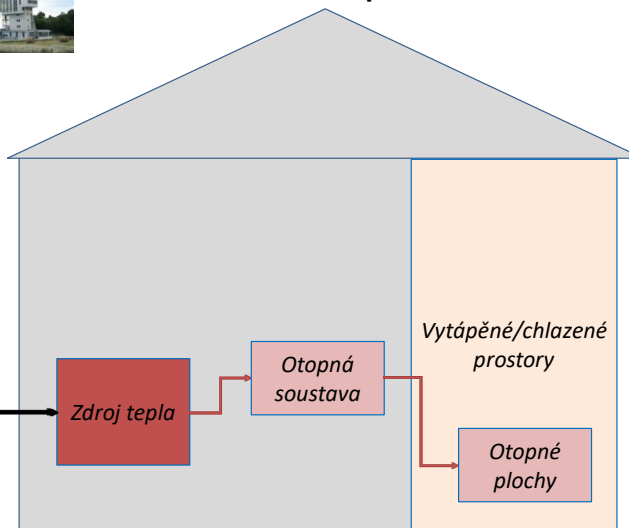 Vytápěné/chlazené
prostory
Otopná
soustava
Zdroj tepla
Otopné
plochy